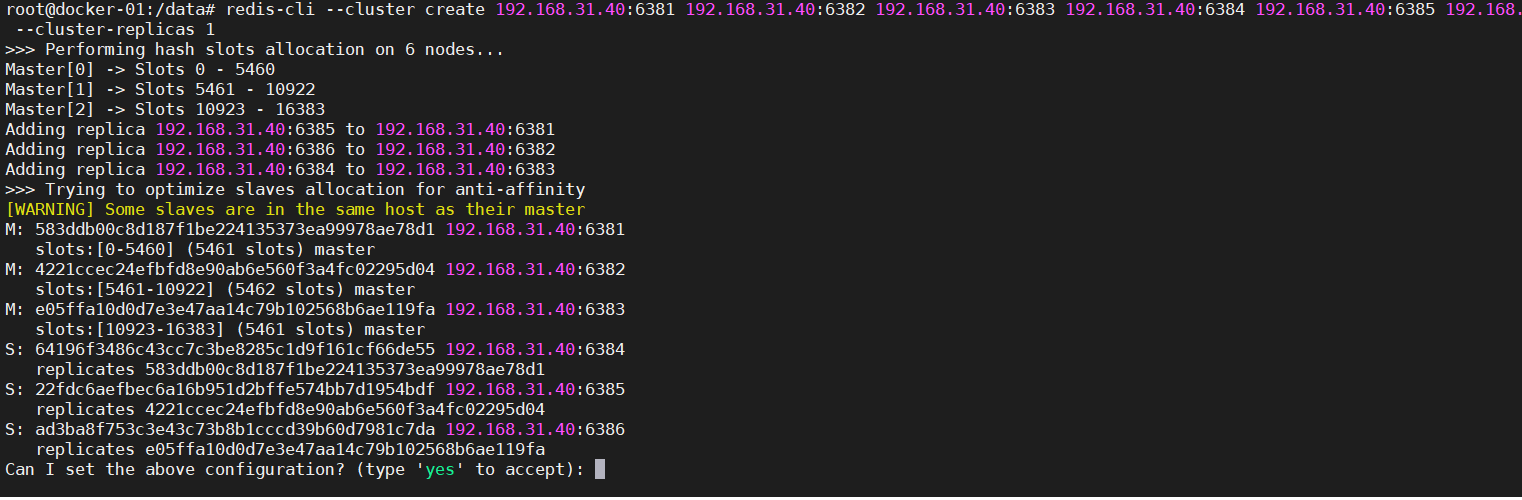 root@docker-01:/data# redis-cli --cluster create 192.168.31.40:6381 192.168.31.40:6382 192.168.31.40:6383 192.168.31.40:6384 192.168.31.40:6385 192.168.
--cluster-replicas 1
>>> Performing hash slots allocation on 6 nodes...
Master[0] -> Slots 0 - 5460
Master[1] -> Slots 5461 - 10922
Master[2] -> Slots 10923 - 16383
Adding replica 192.168.31.40:6385 to 192.168.31.40:6381
Adding replica 192.168.31.40:6386 to 192.168.31.40:6382
Adding replica 192.168.31.40:6384 to 192.168.31.40:6383
>>> Trying to optimize slaves allocation for anti-affinity
[WARNING] Some slaves are in the same host as their master
M: 583ddb00c8d187f1be224135373ea99978ae78d1 192.168.31.40:6381
slots:[0-5460] (5461 slots) master
M: 4221ccec24efbfd8e90ab6e560f3a4fc02295d04 192.168.31.40:6382
slots:[5461-10922] (5462 slots) master
M: e05ffa10d0d7e3e47aa14c79b102568b6ae119fa 192.168.31.40:6383
slots:[10923-16383] (5461 slots) master
S: 64196f3486c43cc7c3be8285c1d9f161cf66de55 192.168.31.40:6384
replicates 583ddb00c8d187f1be224135373ea99978ae78d1
S: 22fdc6aefbec6a16b951d2bffe574bb7d1954bdf 192.168.31.40:6385
replicates 4221ccec24efbfd8e90ab6e560f3a4fc02295d04
S: ad3ba8f753c3e43c73b8b1cccd39b60d7981c7da 192.168.31.40:6386
replicates e05ffa10d0d7e3e47aa14c79b102568b6ae119fa
Can I set the above configuration? (type 'yes' to accept):